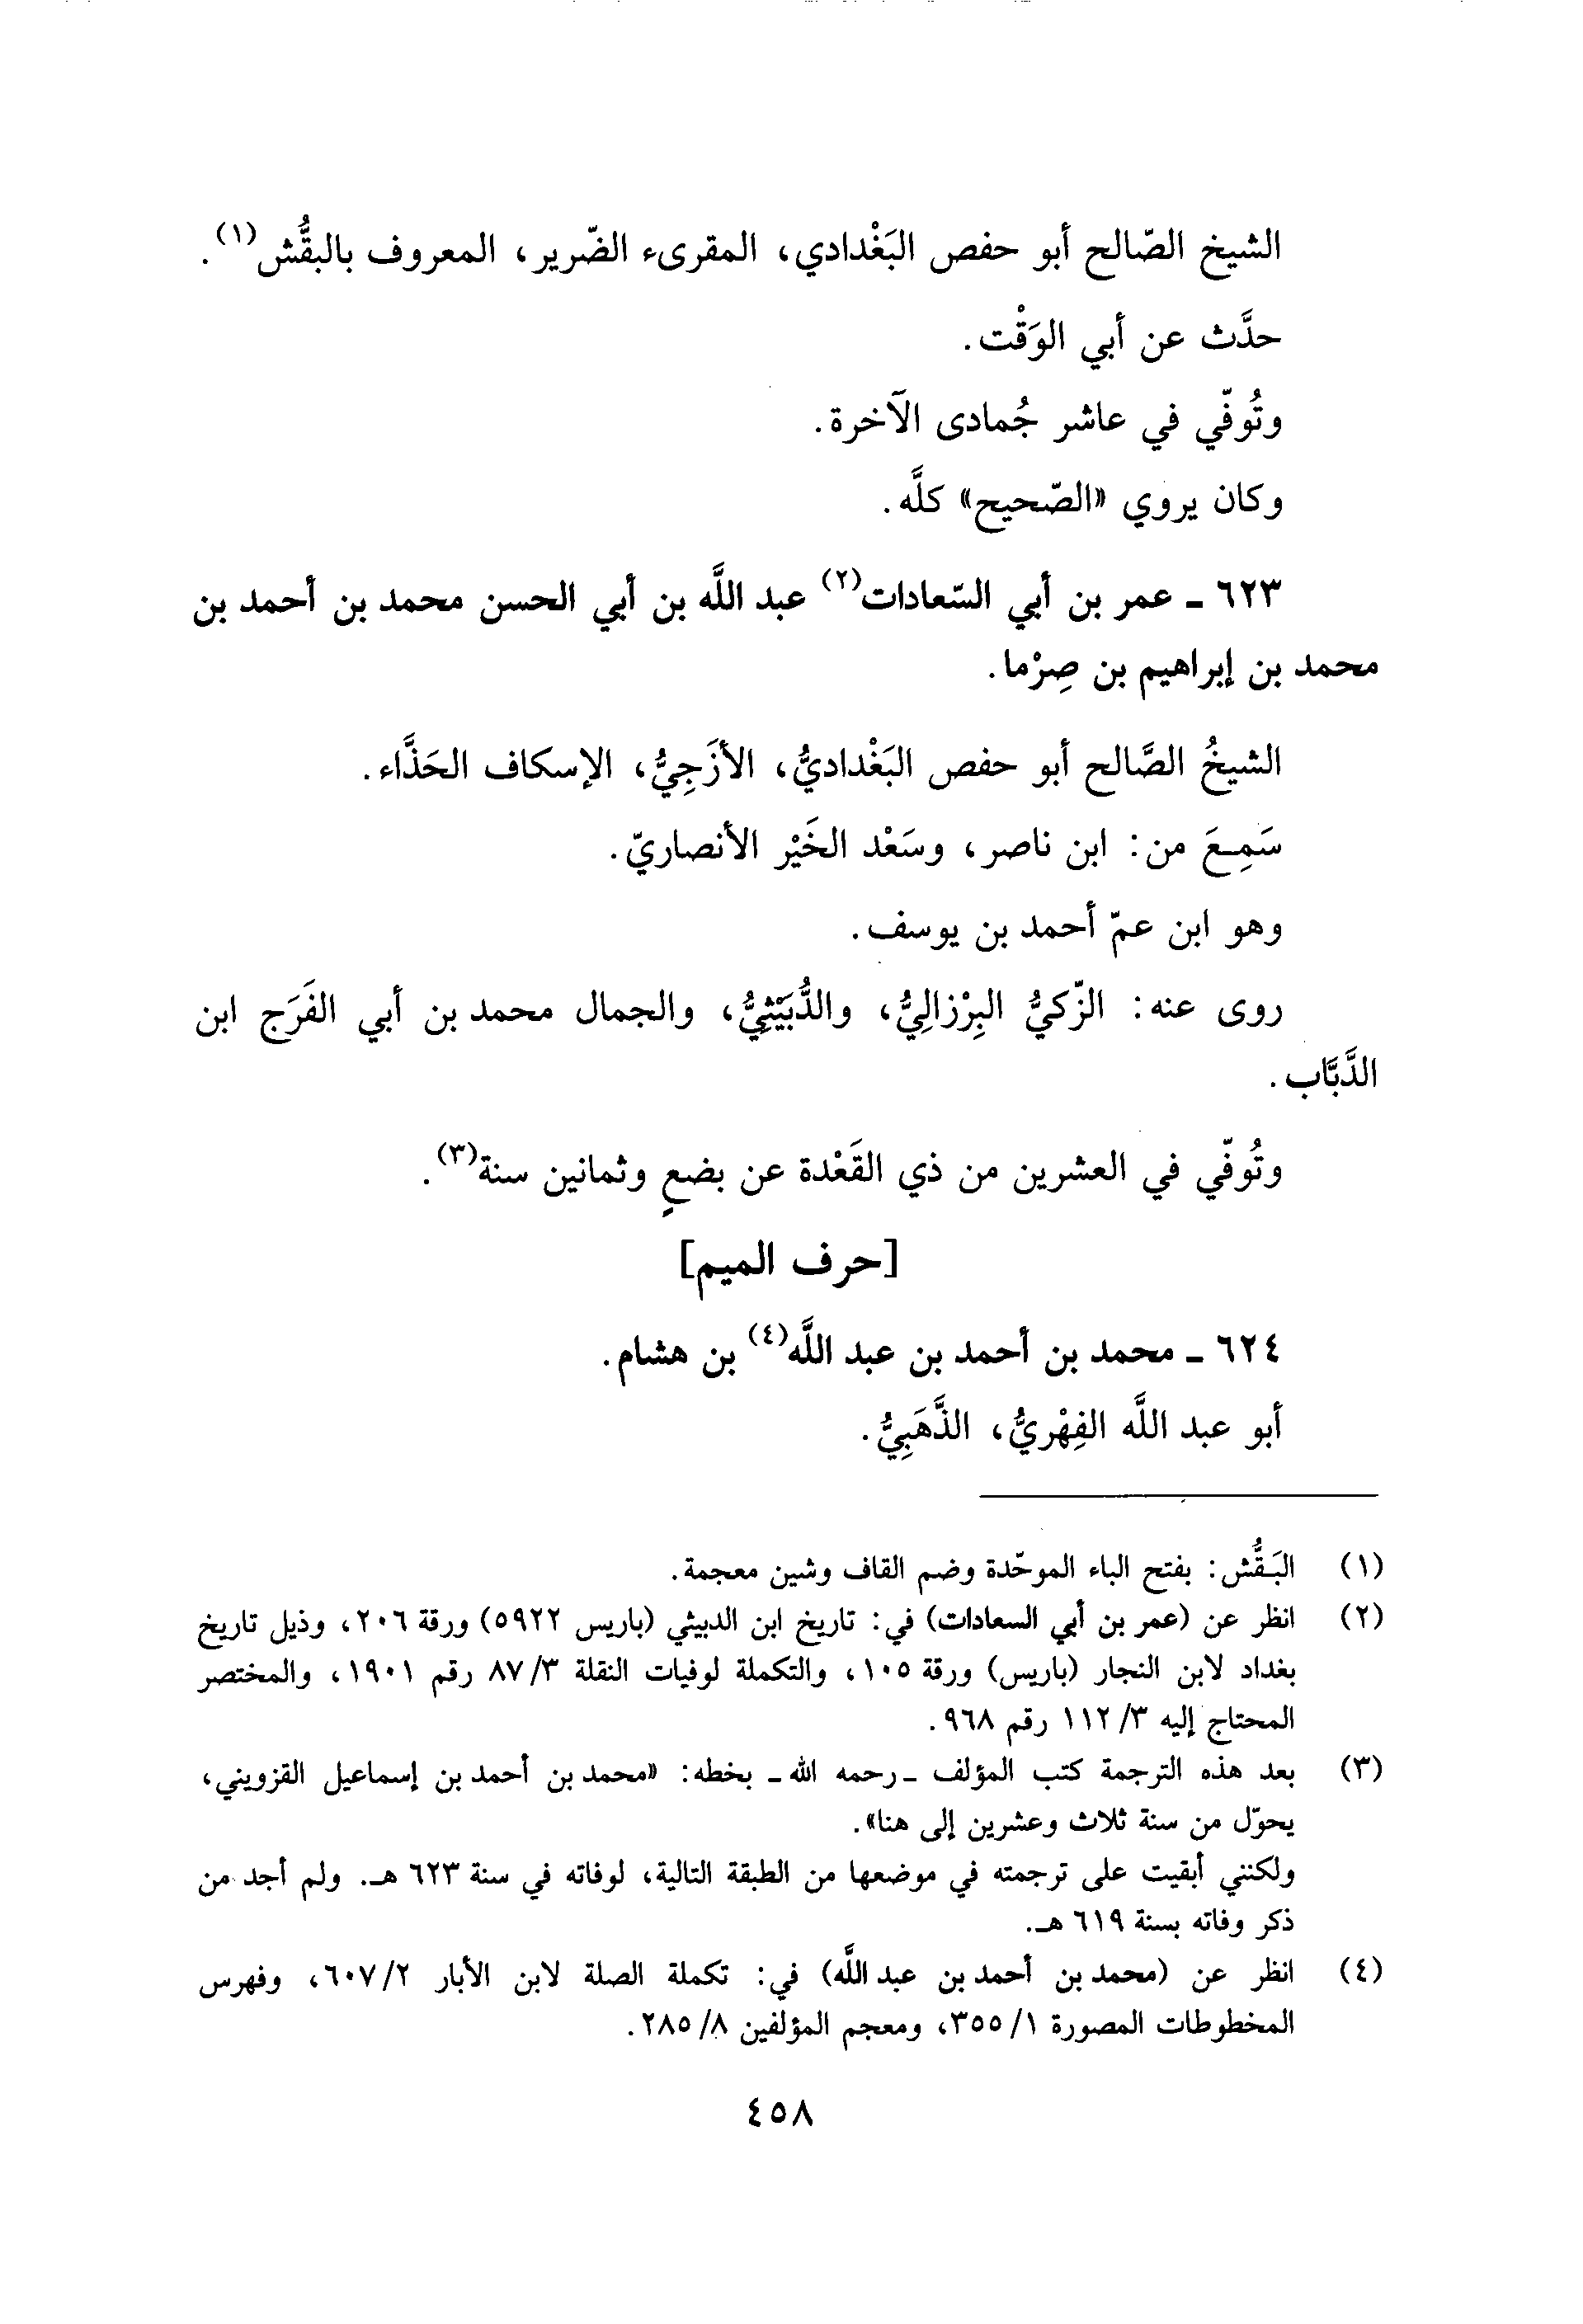 الشيخ الصّالح أبو حفص البَغْدادي، المقرىء الضّرير، المعروف بالبقُّش(١).
حدَّث عن أبي الوَقْت.
وتُوفّي في عاشر جُمادى الآخرة.
وكان يروي «الصّحيح» كلَّه.
٦٢٣ ـ عمر بن أبي السّعادات(٢) عبد اللَّه بن أبي الحسن محمد بن أحمد بن
محمد بن إبراهيم بن صِرْما.
الشيخُ الصَّالح أبو حفص البَغْداديُّ، الأزَجِيُّ، الإسكاف الحَذَّاء.
سَمِعَ من: ابن ناصر، وسَعْد الخَيْر الأنصاريّ.
وهو ابن عمّ أحمد بن يوسف.
روى عنه: الزّكيُّ البِرْزالِيُّ، والدُّبَيْثِيُّ، والجمال محمد بن أبي الفَرَج ابن
الدَّبَّاب.
وتُوفّي في العشرين من ذي القَعْدة عن بضعٍ وثمانين سنة(٣).
[حرف الميم]
٦٢٤ ـ محمد بن أحمد بن عبد اللَّه(٤) بن هشام.
أبو عبد اللَّه الفِهْريُّ، الذَّهَبِيُّ.
(١) البَقُّش: بفتح الباء الموحّدة وضم القاف وشين معجمة.
(٢) انظر عن (عمر بن أبي السعادات) في: تاريخ ابن الدبيثي (باريس ٥٩٢٢) ورقة ٢٠٦، وذيل تاريخ
بغداد لابن النجار (باريس) ورقة ١٠٥، والتكملة لوفيات النقلة ٣/ ٨٧ رقم ١٩٠١، والمختصر
المحتاج إليه ٣/ ١١٢ رقم ٩٦٨.
(٣) بعد هذه الترجمة كتب المؤلف ـ رحمه الله ـ بخطه: «محمد بن أحمد بن إسماعيل القزويني،
يحوّل من سنة ثلاث وعشرين إلى هنا».
ولكنني أبقيت على ترجمته في موضعها من الطبقة التالية، لوفاته في سنة ٦٢٣ هـ. ولم أجد من
ذكر وفاته بسنة ٦١٩ هـ.
(٤) انظر عن (محمد بن أحمد بن عبد اللَّه) في: تكملة الصلة لابن الأبار ٢/ ٦٠٧، وفهرس
المخطوطات المصورة ١/ ٣٥٥، ومعجم المؤلفين ٨/ ٢٨٥.
٤٥٨